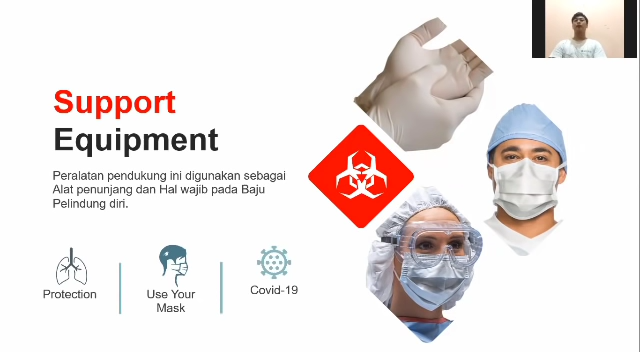 Support
Equipment
Peralatan pendukung ini digunakan sebagai
Alat penunjang dan Hal wajib pada Baju
Pelindung diri.
Protection
Use Your
Mask
Covid-19